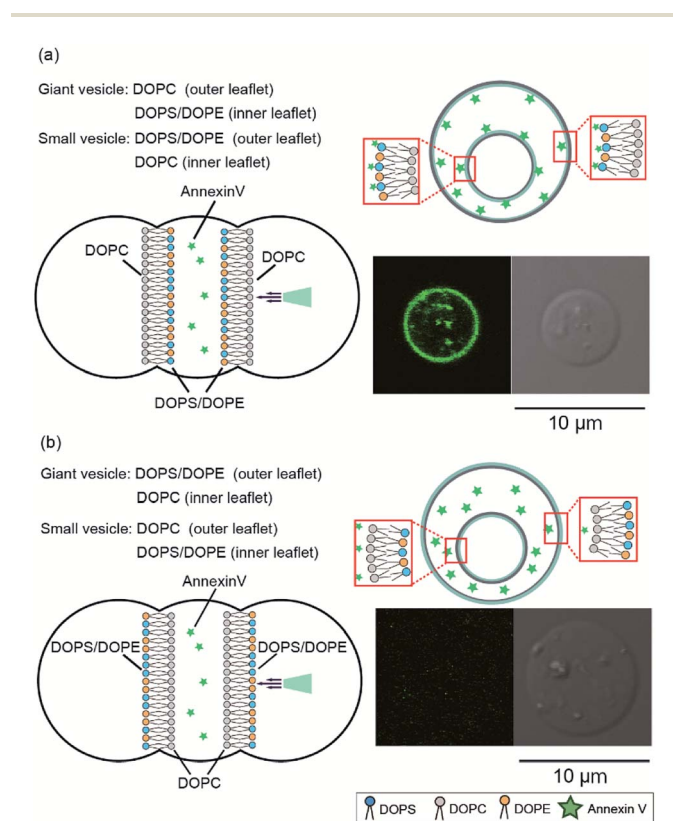 (a)
Giant vesicle: DOPC (outer leaflet)
DOPS/DOPE (inner leaflet)
Small vesicle: DOPS/DOPE (outer leaflet)
DOPC (inner leaflet)
AnnexinV
DOPC
DOPC
DOPS/DOPE
10 μm
(b)
Giant vesicle: DOPS/DOPE (outer leaflet)
DOPC (inner leaflet)
Small vesicle: DOPC (outer leaflet)
DOPS/DOPE (inner leaflet)
AnnexinV
DOPS/DOPE
DOPS/DOPE
DOPC
10 μm
DOPS DOPC DOPE Annexin V